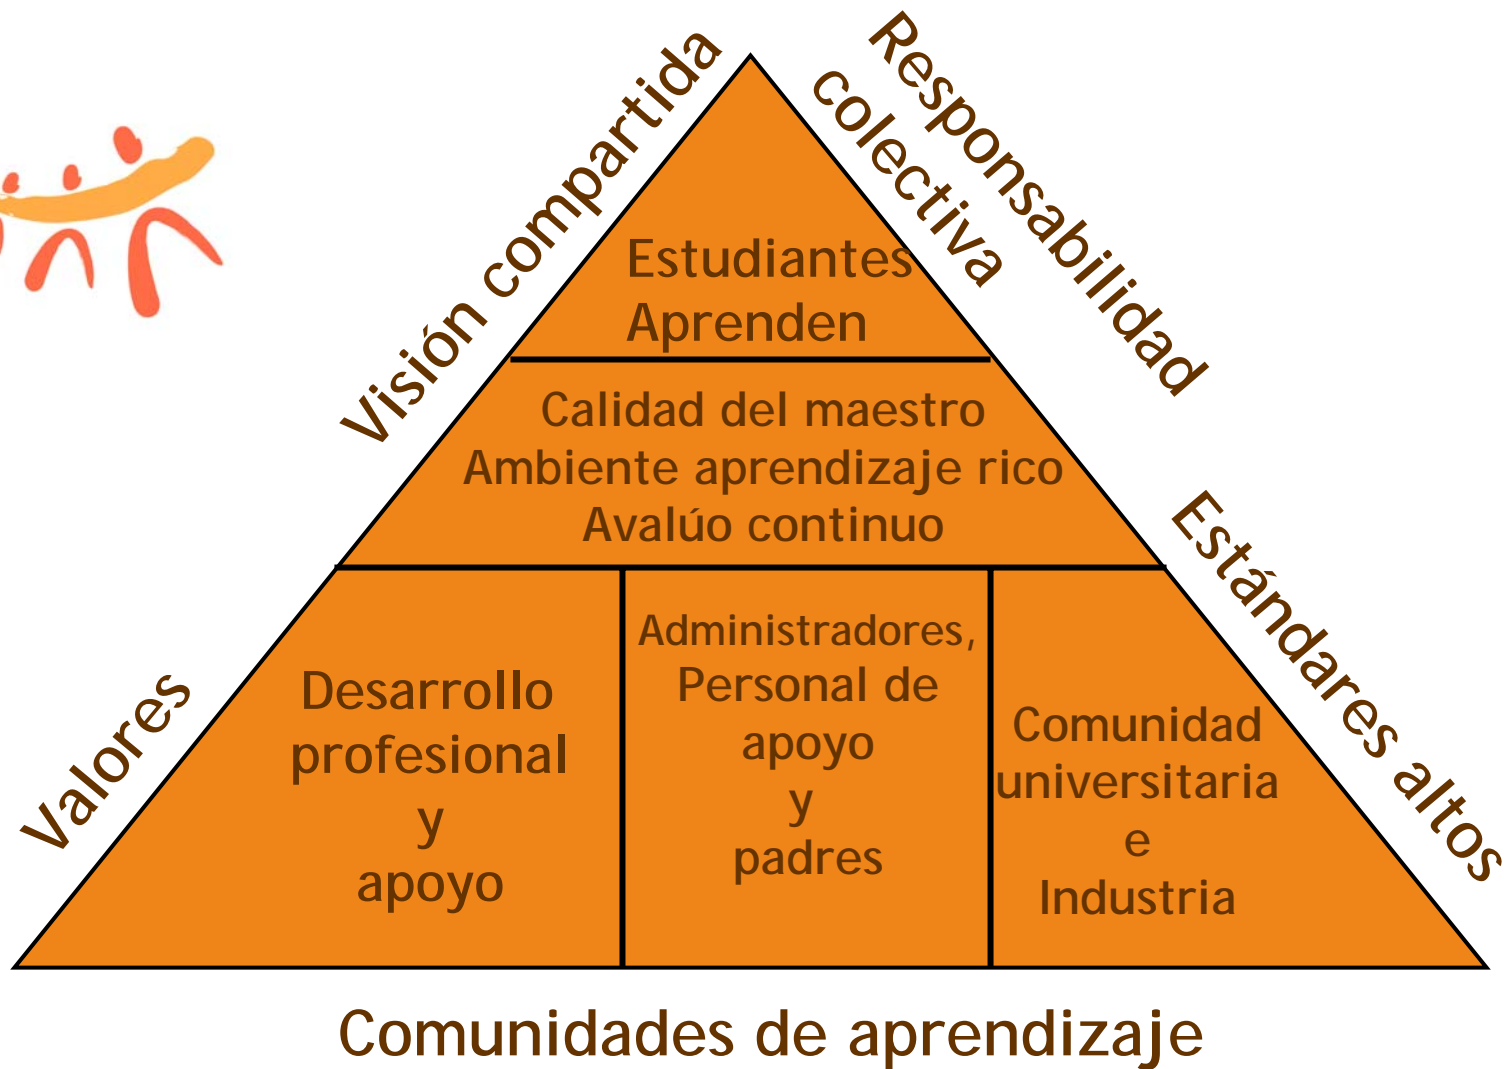 Visión compartida
Responsabilidad
colectiva
Estudiantes
Aprenden
Calidad del maestro
Ambiente aprendizaje rico
Avalúo continuo
Valores
Estándares altos
Desarrollo
profesional
y
apoyo
Administradores,
Personal de
apoyo
y
padres
Comunidad
universitaria
e
Industria
Comunidades de aprendizaje